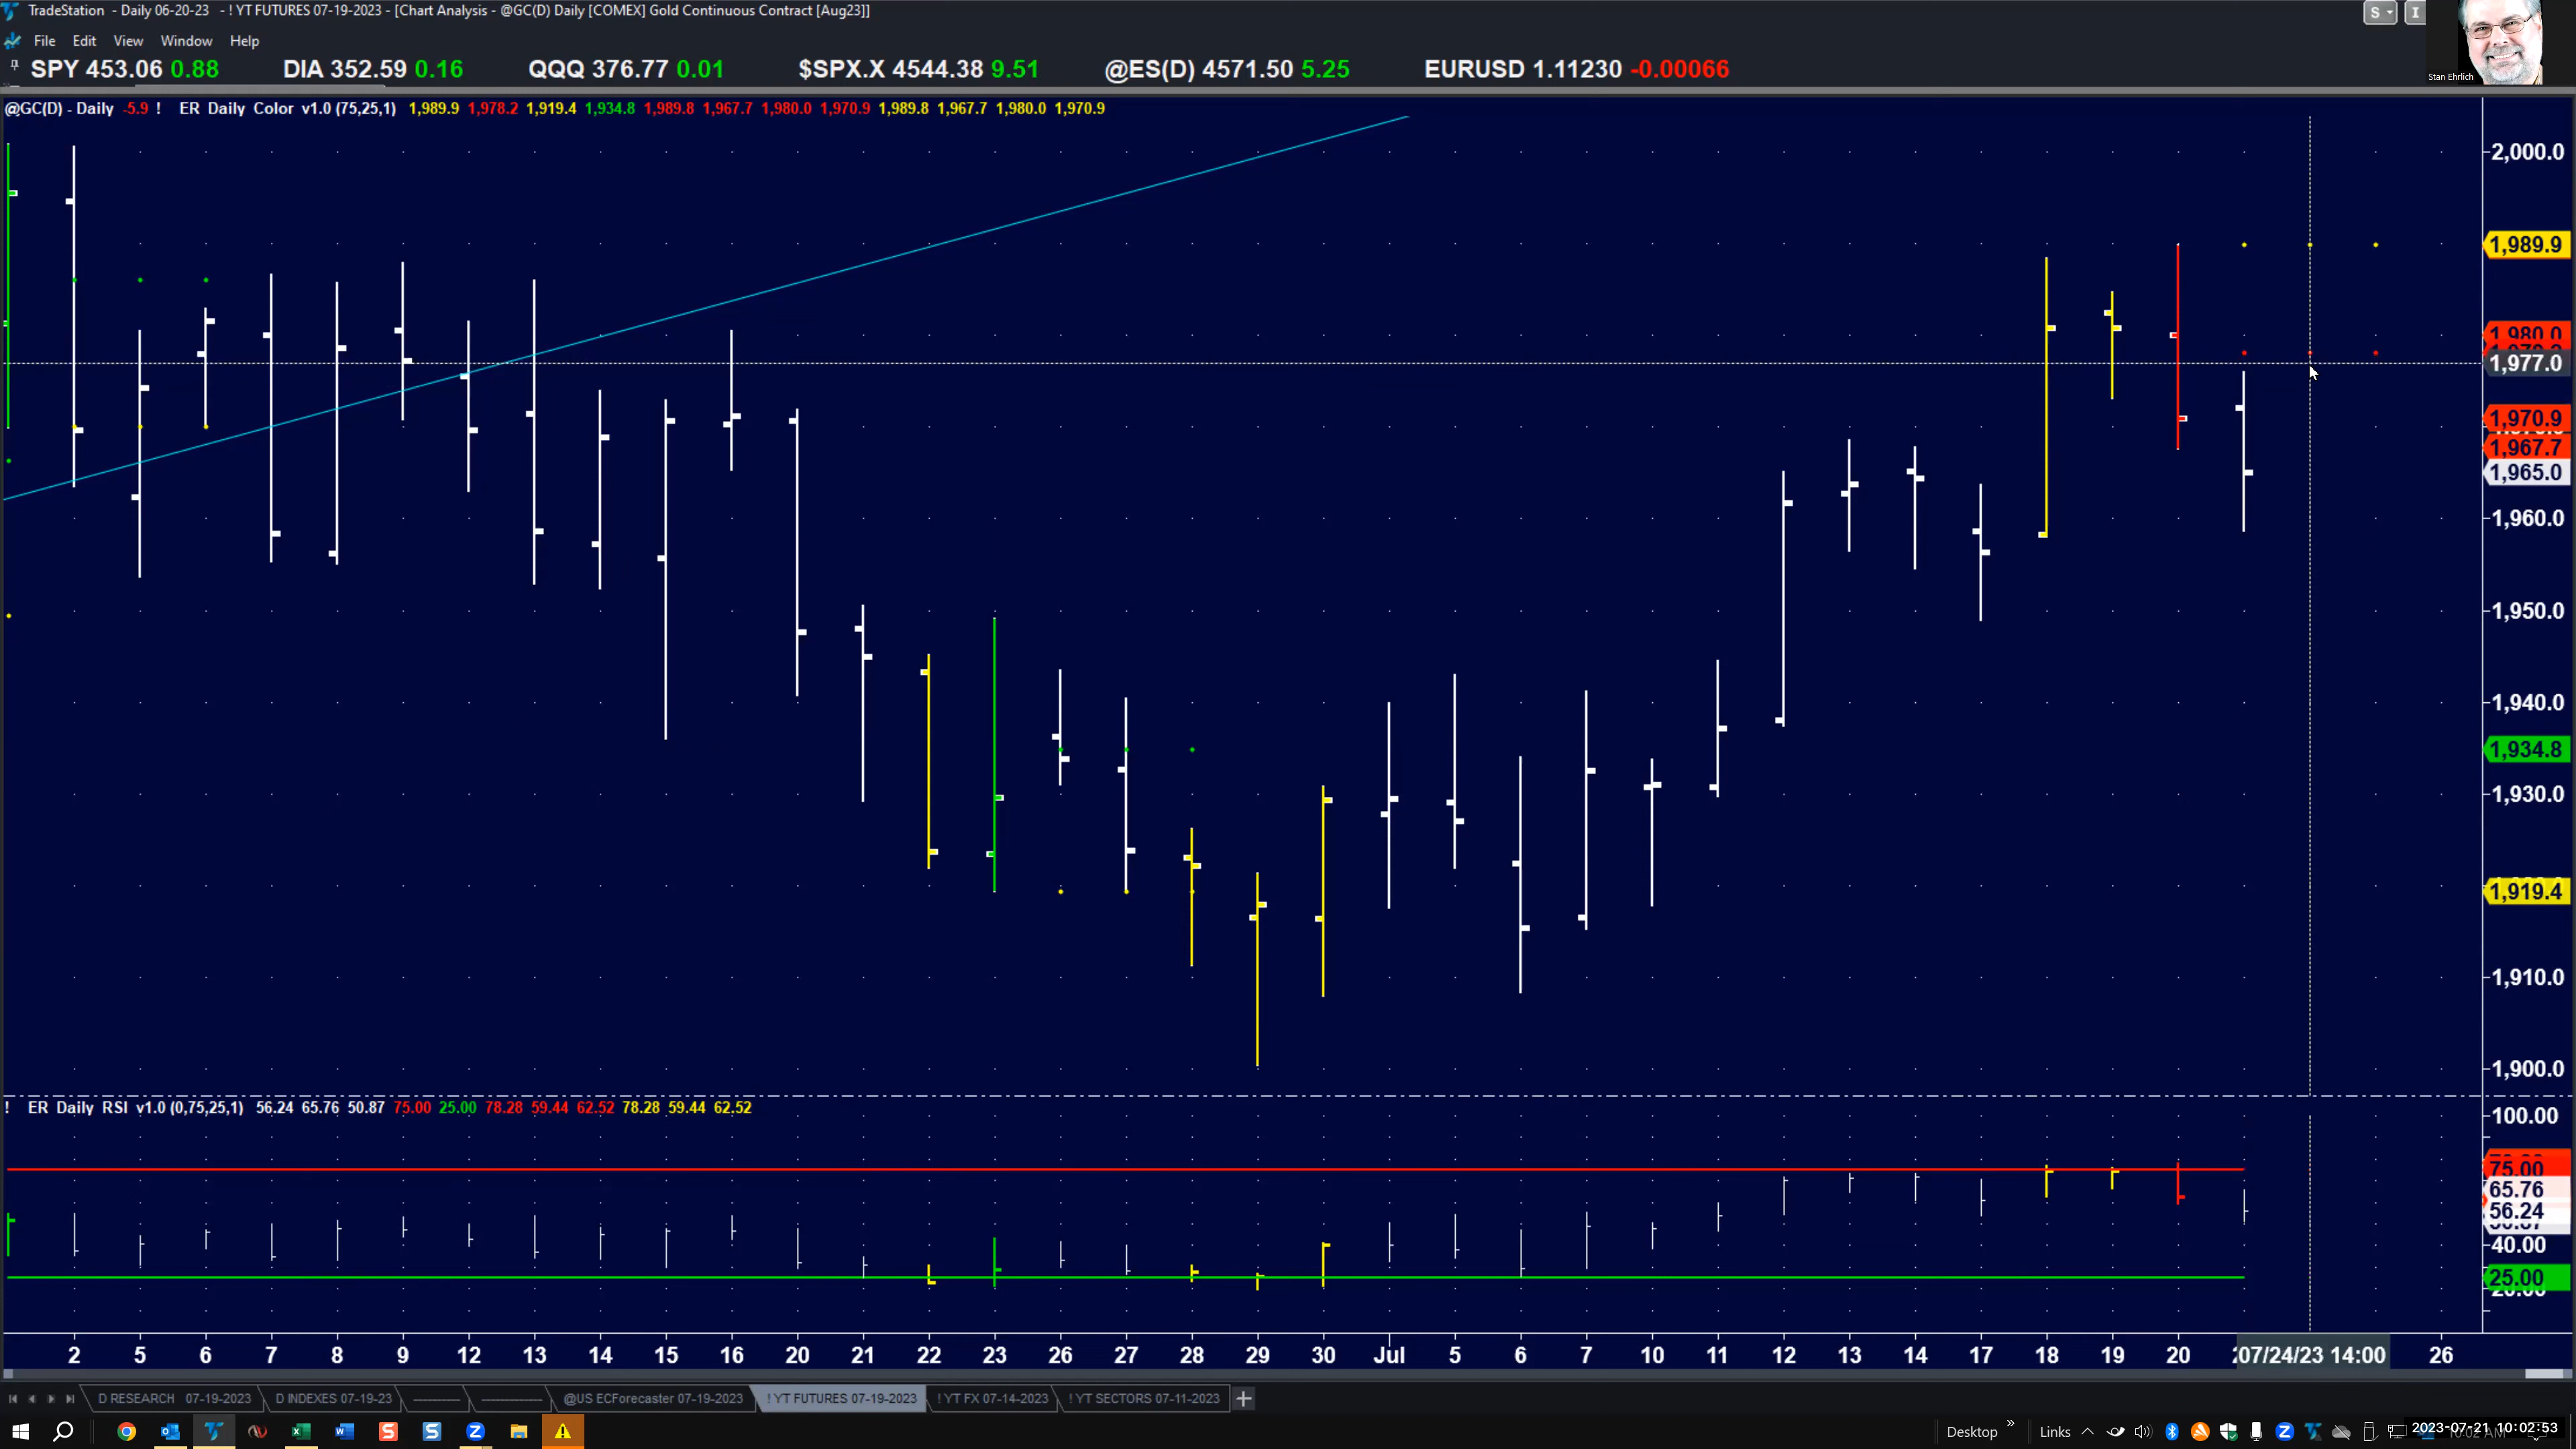 TradeStation - Daily 06-20-23 - ! YT FUTURES 07-19-2023 - [Chart Analysis - @GC(D) Daily [COMEX] Gold Continuous Contract [Aug23]]
S
I
File Edit View Window Help
SPY 453.06 0.88 DIA 352.59 0.16 QQQ 376.77 0.01 $SPX.X 4544.38 9.51 @ES(D) 4571.50 5.25 EURUSD 1.11230 -0.00066
Stan Ehrlich
@GC(D) - Daily -5.9 ! ER Daily Color v1.0 (75,25,1) 1,989.9 1,978.2 1,919.4 1,934.8 1,989.8 1,967.7 1,980.0 1,970.9 1,989.8 1,967.7 1,980.0 1,970.9
2,000.0
1,989.9
1,980.0
1,977.0
1,970.9
1,967.7
1,965.0
1,960.0
1,950.0
1,940.0
1,934.8
1,930.0
1,919.4
1,910.0
1,900.0
! ER Daily RSI v1.0 (0,75,25,1) 56.24 65.76 50.87 75.00 25.00 78.28 59.44 62.52 78.28 59.44 62.52
100.00
75.00
65.76
56.24
40.00
25.00
2 5 6 7 8 9 12 13 14 15 16 20 21 22 23 26 27 28 29 30 Jul 5 6 7 10 11 12 13 14 17 18 19 20 07/24/23 14:00 26
D RESEARCH 07-19-2023 D INDEXES 07-19-23 @US ECForecaster 07-19-2023 ! YT FUTURES 07-19-2023 ! YT FX 07-14-2023 ! YT SECTORS 07-11-2023 +
Desktop » Links 2023-07-21 10:02:53